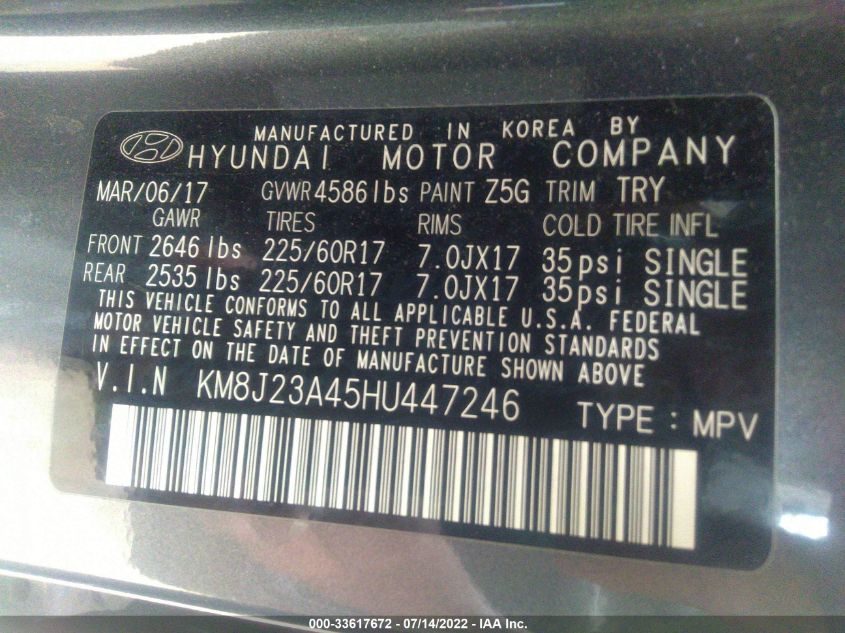 MANUFACTURED IN KOREA BY
HYUNDAI MOTOR COMPANY
MAR/06/17 GVWR 4586 lbs PAINT Z5G TRIM TRY
GAWR TIRES RIMS COLD TIRE INFL
FRONT 2646 lbs 225/60R17 7.0JX17 35psi SINGLE
REAR 2535 lbs 225/60R17 7.0JX17 35psi SINGLE
THIS VEHICLE CONFORMS TO ALL APPLICABLE U.S.A. FEDERAL
MOTOR VEHICLE SAFETY AND THEFT PREVENTION STANDARDS
IN EFFECT ON THE DATE OF MANUFACTURE SHOWN ABOVE
V.I.N KM8J23A45HU447246 TYPE : MPV
000-33617672 / 07/14/2022 - IAA Inc.